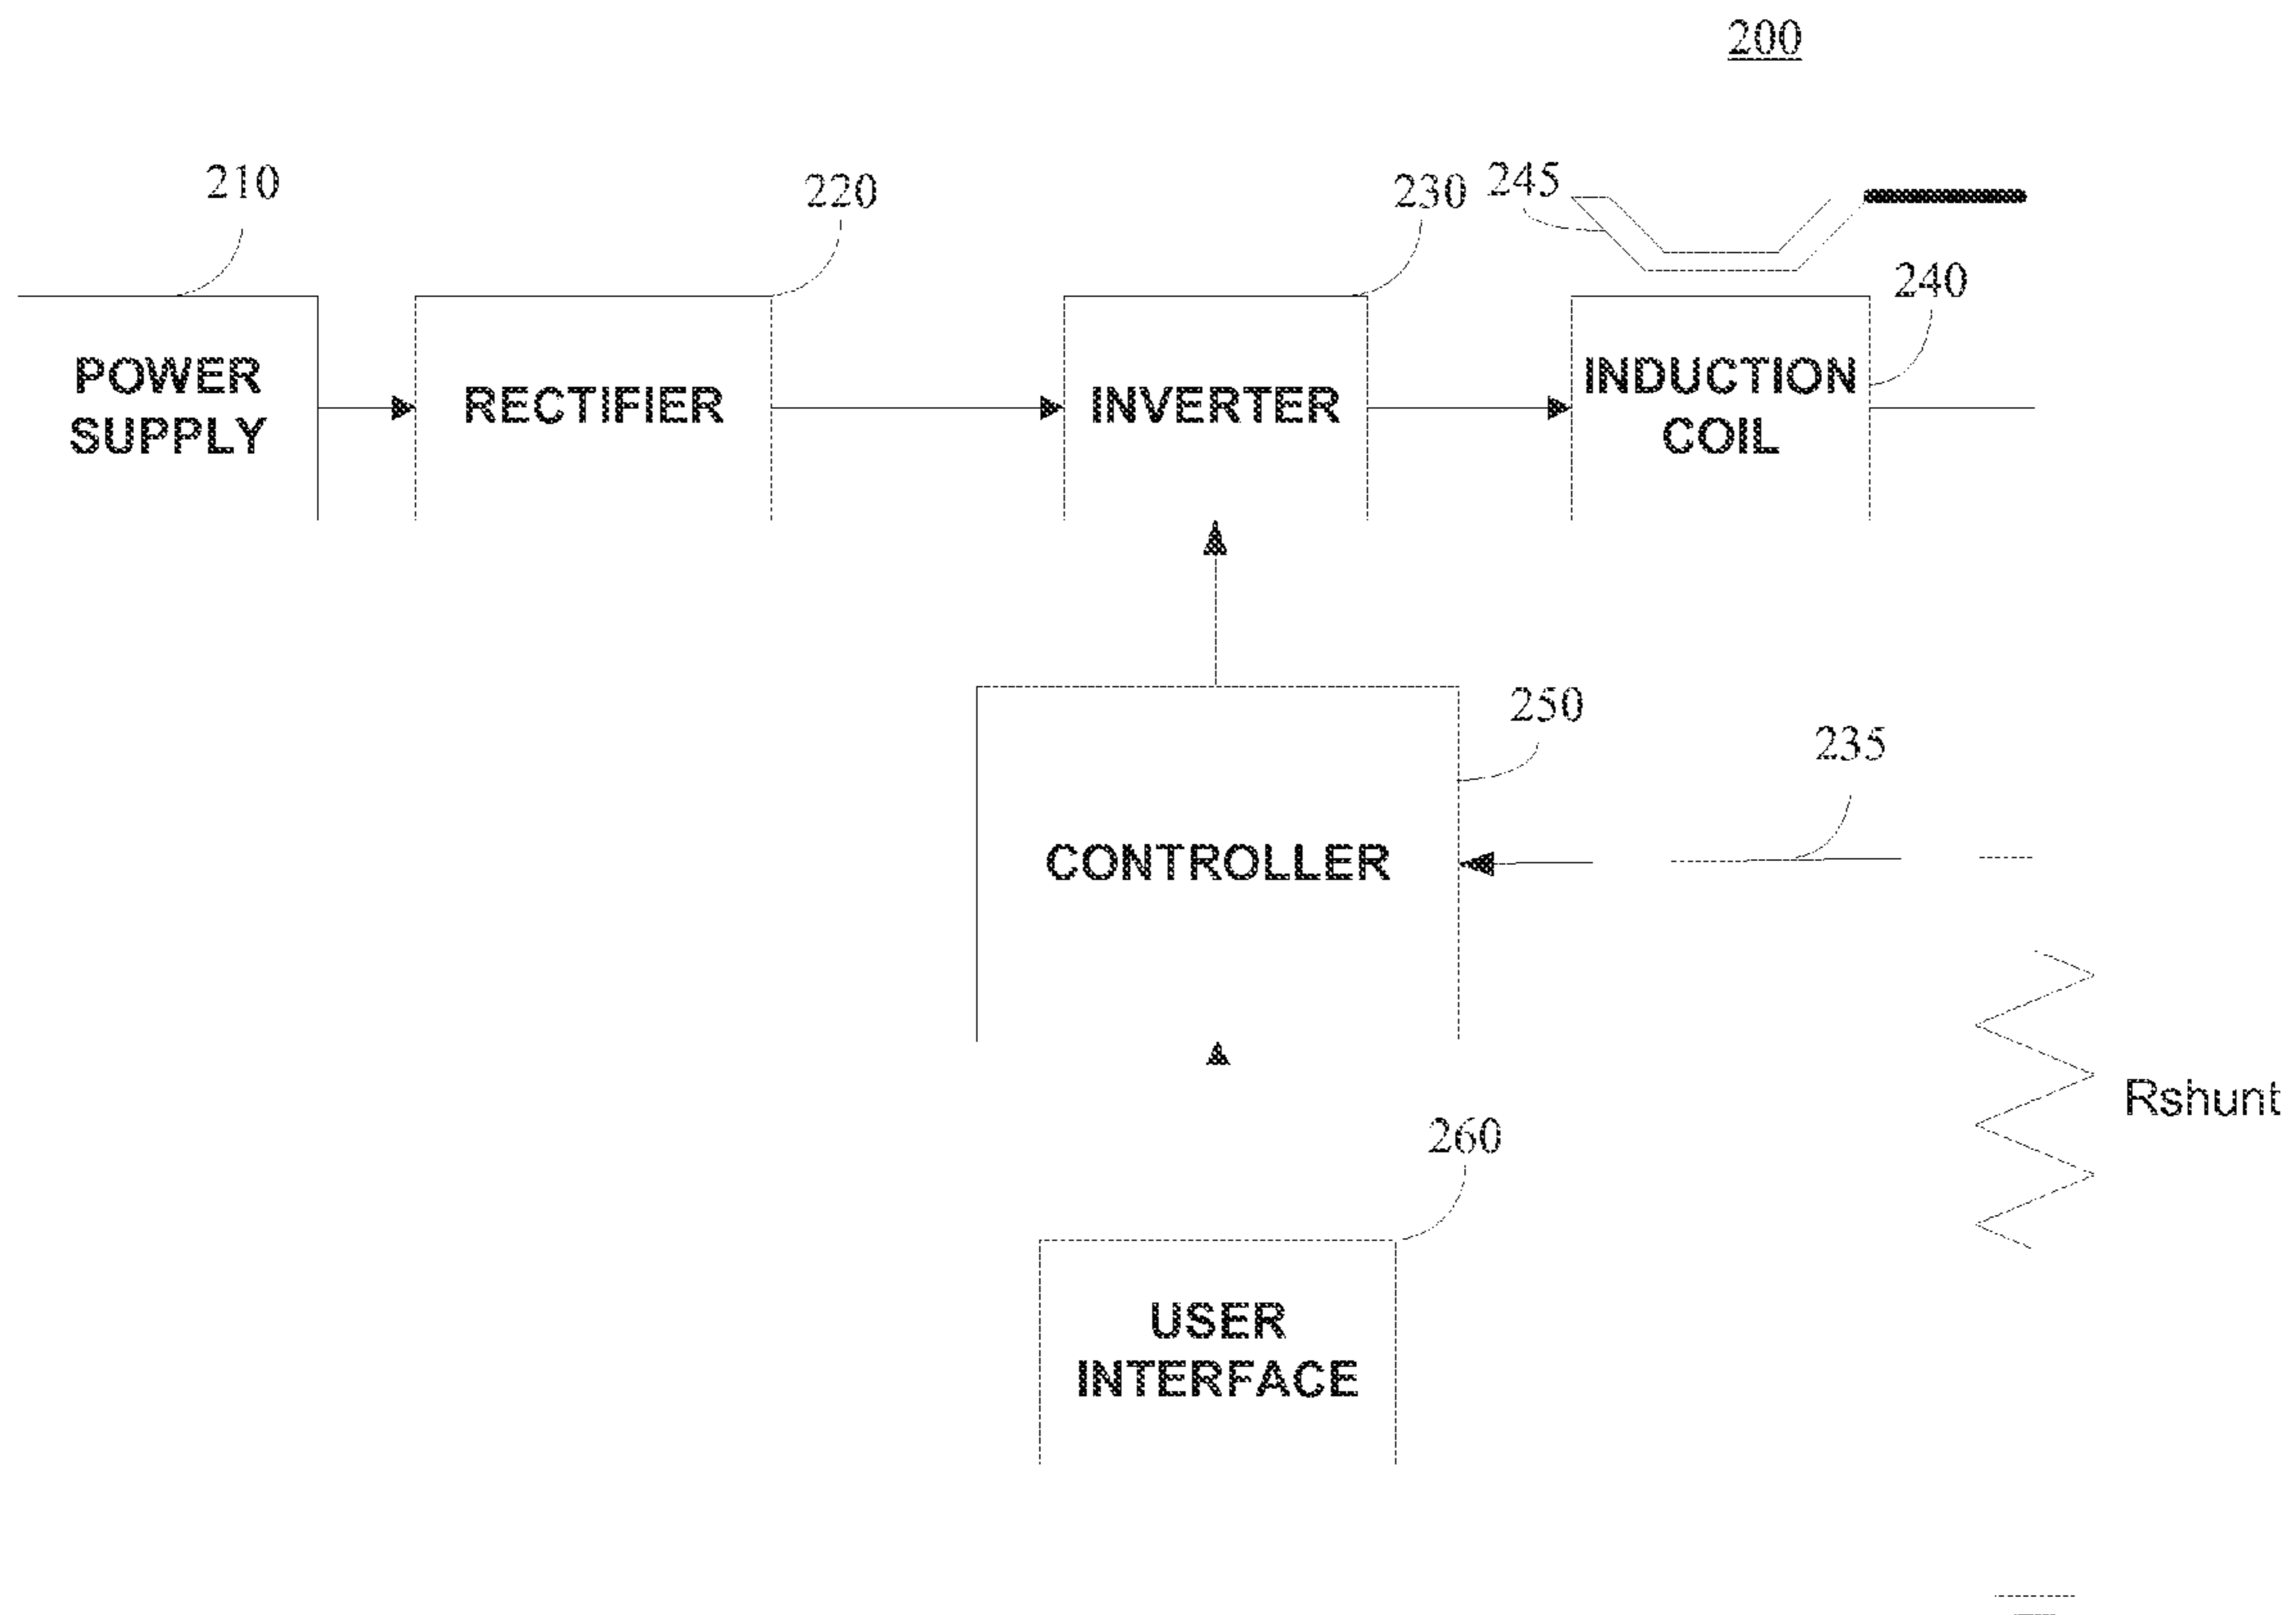 200
210
220
230
245
240
POWER
SUPPLY
RECTIFIER
INVERTER
INDUCTION
COIL
250
235
CONTROLLER
Rshunt
260
USER
INTERFACE